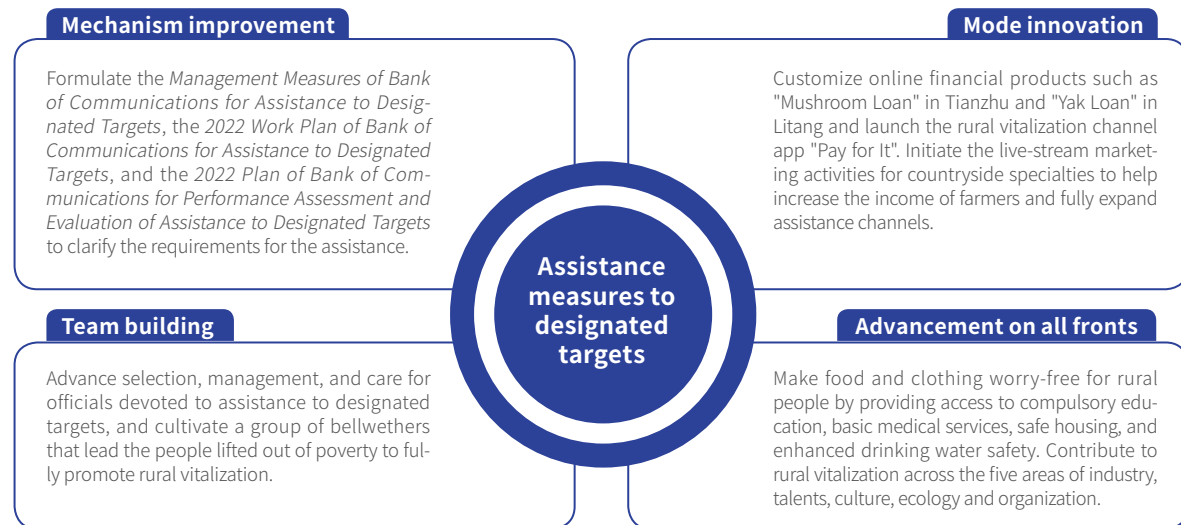 Mechanism improvement
Formulate the Management Measures of Bank
of Communications for Assistance to Desig-
nated Targets, the 2022 Work Plan of Bank of
Communications for Assistance to Designated
Targets, and the 2022 Plan of Bank of Com-
munications for Performance Assessment and
Evaluation of Assistance to Designated Targets
to clarify the requirements for the assistance.
Mode innovation
Customize online financial products such as
"Mushroom Loan" in Tianzhu and "Yak Loan" in
Litang and launch the rural vitalization channel
app "Pay for It". Initiate the live-stream market-
ing activities for countryside specialties to help
increase the income of farmers and fully expand
assistance channels.
Assistance
measures to
designated
targets
Team building
Advance selection, management, and care for
officials devoted to assistance to designated
targets, and cultivate a group of bellwethers
that lead the people lifted out of poverty to ful-
ly promote rural vitalization.
Advancement on all fronts
Make food and clothing worry-free for rural
people by providing access to compulsory edu-
cation, basic medical services, safe housing, and
enhanced drinking water safety. Contribute to
rural vitalization across the five areas of industry,
talents, culture, ecology and organization.